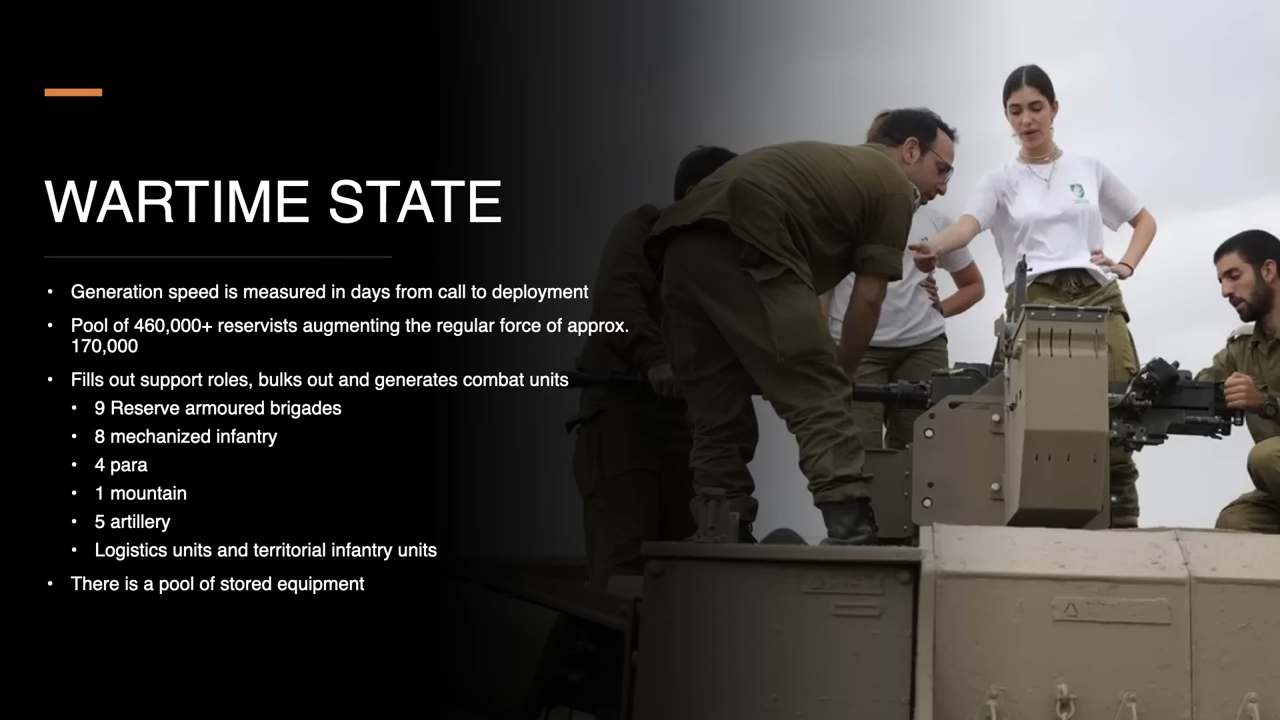 WARTIME STATE
• Generation speed is measured in days from call to deployment
• Pool of 460,000+ reservists augmenting the regular force of approx.
170,000
• Fills out support roles, bulks out and generates combat units
• 9 Reserve armoured brigades
• 8 mechanized infantry
• 4 para
• 1 mountain
• 5 artillery
• Logistics units and territorial infantry units
• There is a pool of stored equipment